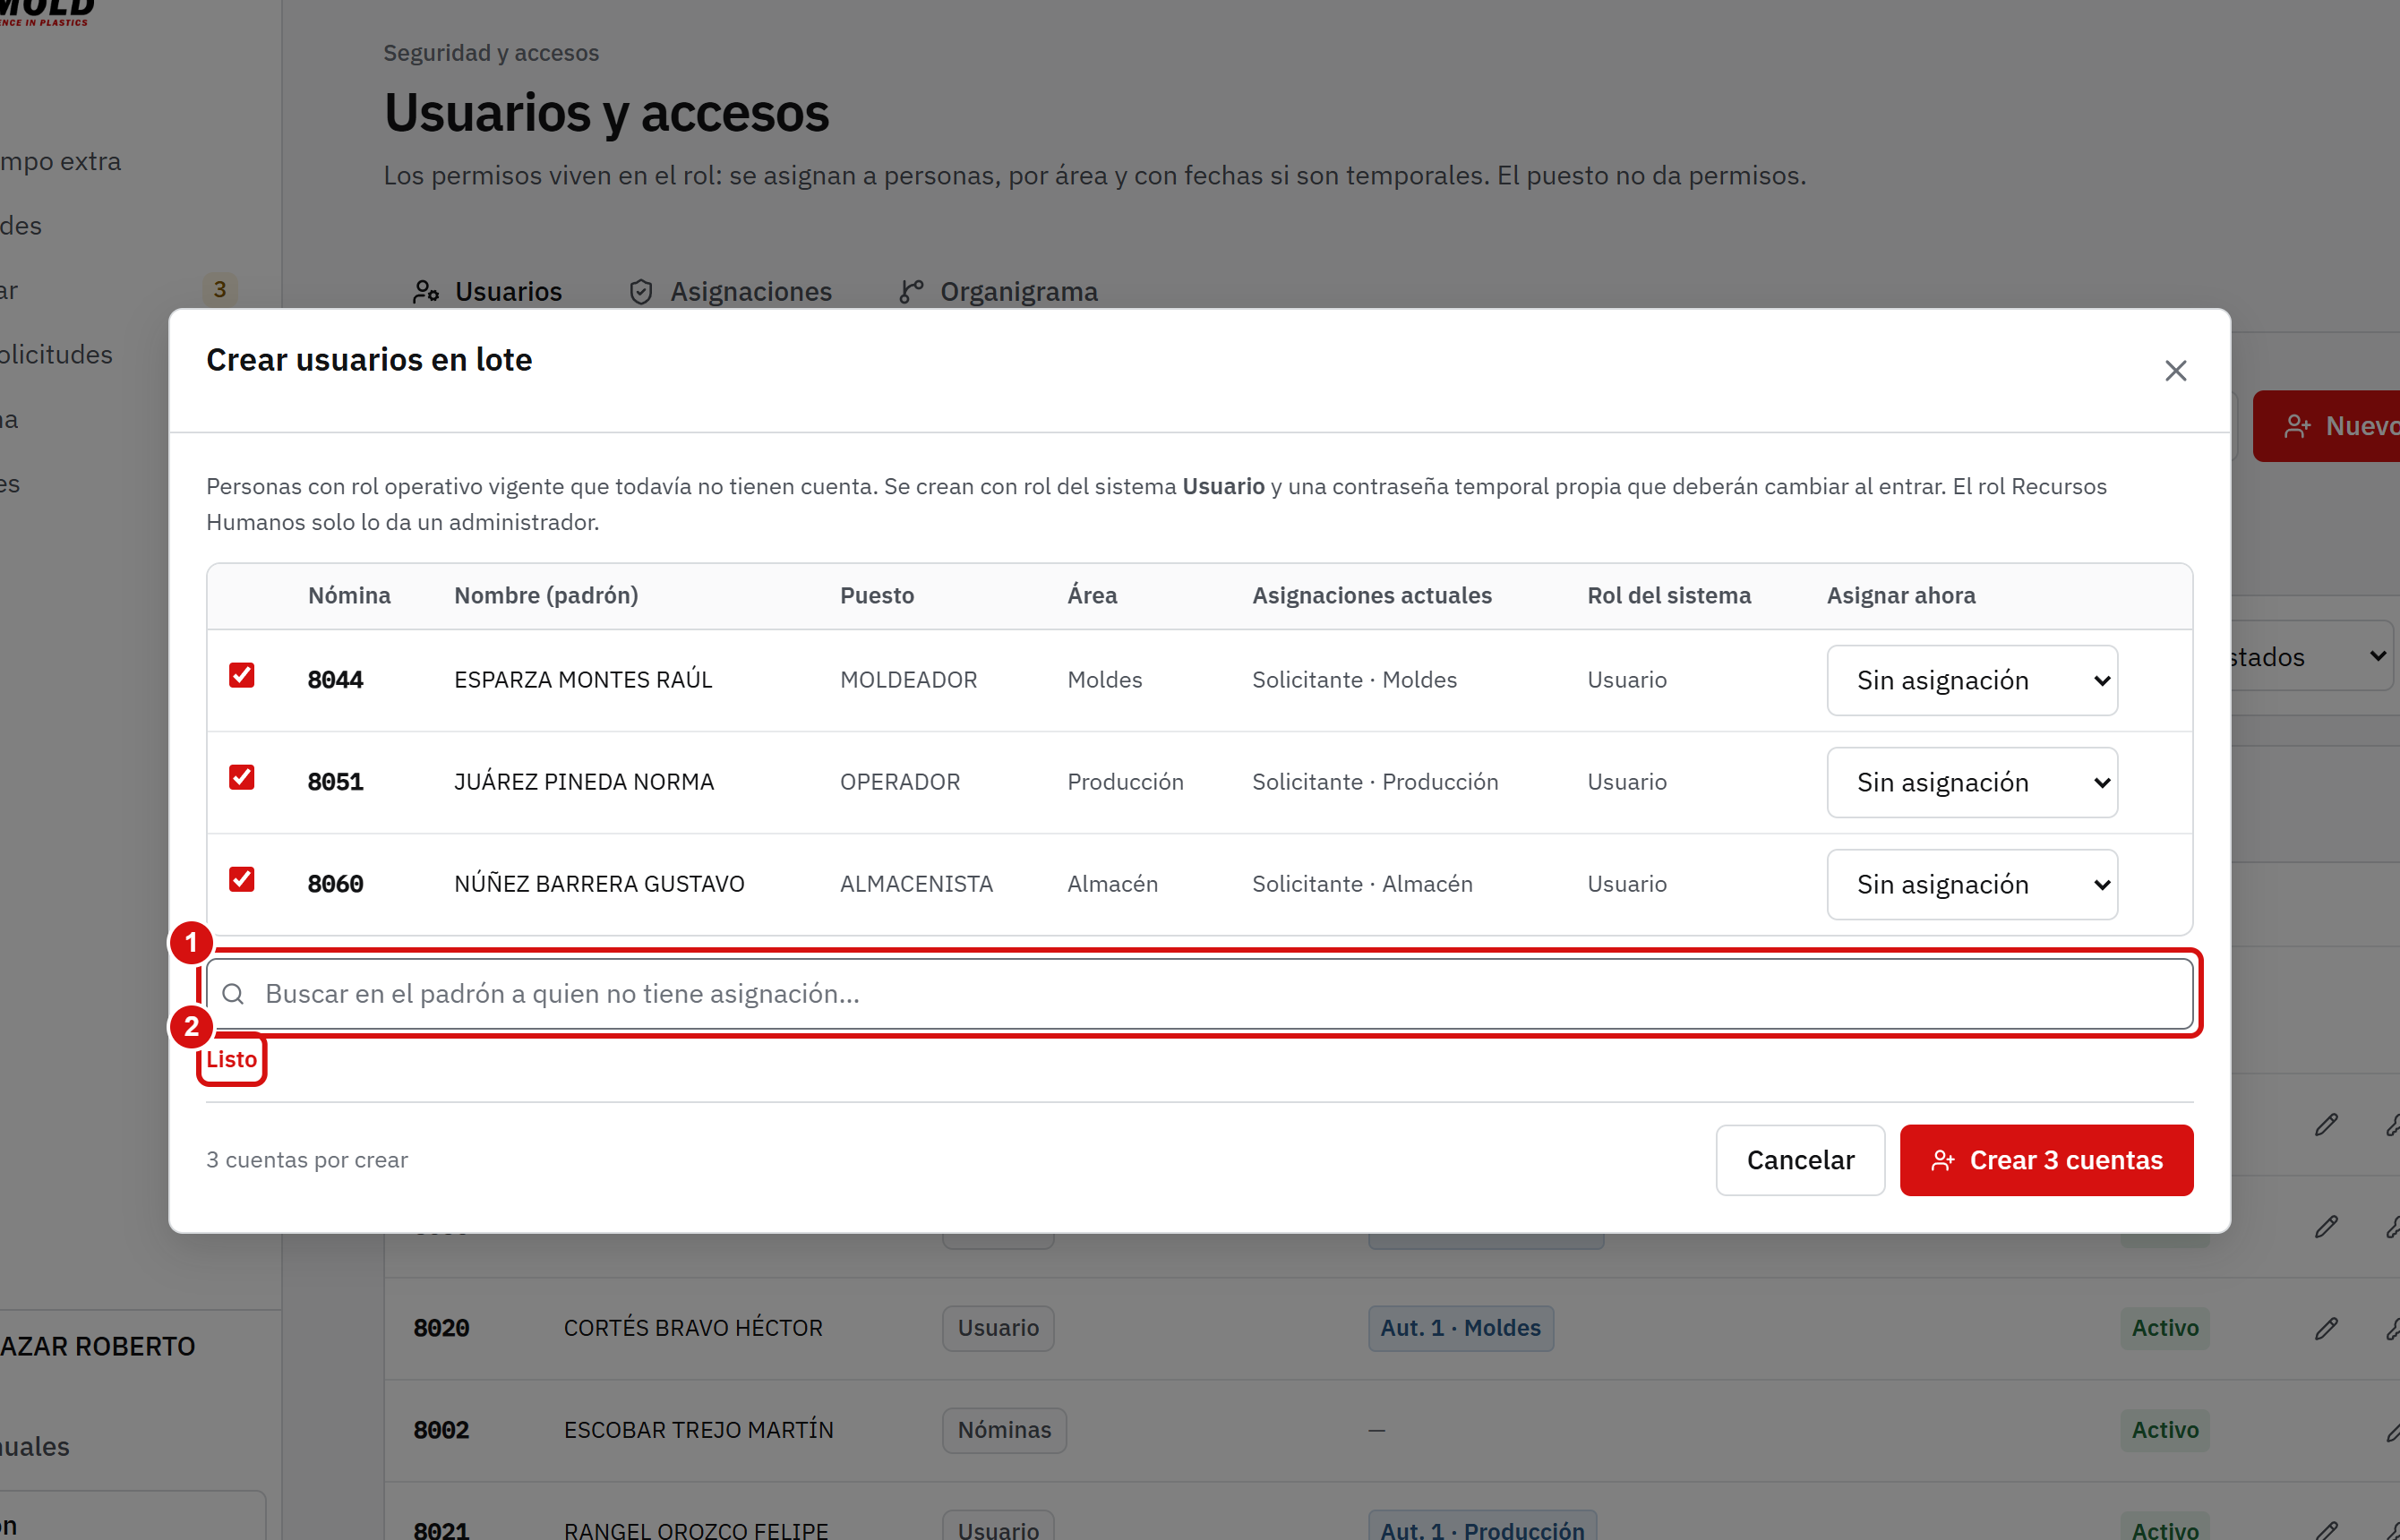 MOLD
ENCE IN PLASTICS
Seguridad y accesos
Usuarios y accesos
Los permisos viven en el rol: se asignan a personas, por área y con fechas si son temporales. El puesto no da permisos.
mpo extra
des
ar 3
olicitudes
na
es
Usuarios Asignaciones Organigrama
Nuevo
stados
Crear usuarios en lote
Personas con rol operativo vigente que todavía no tienen cuenta. Se crean con rol del sistema Usuario y una contraseña temporal propia que deberán cambiar al entrar. El rol Recursos
Humanos solo lo da un administrador.
Nómina Nombre (padrón) Puesto Área Asignaciones actuales Rol del sistema Asignar ahora
8044 ESPARZA MONTES RAÚL MOLDEADOR Moldes Solicitante · Moldes Usuario Sin asignación
8051 JUÁREZ PINEDA NORMA OPERADOR Producción Solicitante · Producción Usuario Sin asignación
8060 NÚÑEZ BARRERA GUSTAVO ALMACENISTA Almacén Solicitante · Almacén Usuario Sin asignación
1
Buscar en el padrón a quien no tiene asignación...
2
Listo
3 cuentas por crear Cancelar Crear 3 cuentas
8020 CORTÉS BRAVO HÉCTOR Usuario Aut. 1 · Moldes Activo
8002 ESCOBAR TREJO MARTÍN Nóminas — Activo
8021 RANGEL OROZCO FELIPE Usuario Aut. 1 · Producción Activo
AZAR ROBERTO
nuales
ón